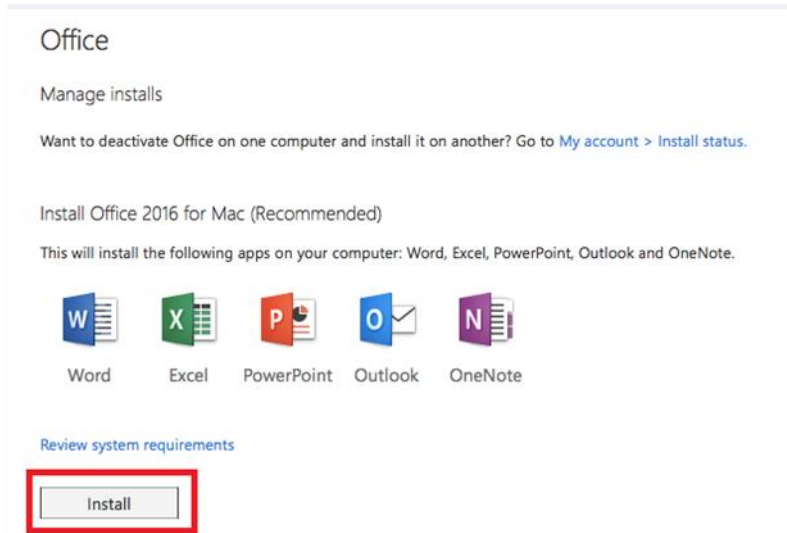 Office
Manage installs
Want to deactivate Office on one computer and install it on another? Go to My account > Install status.
Install Office 2016 for Mac (Recommended)
This will install the following apps on your computer: Word, Excel, PowerPoint, Outlook and OneNote.
W X P O N
Word Excel PowerPoint Outlook OneNote
Review system requirements
Install